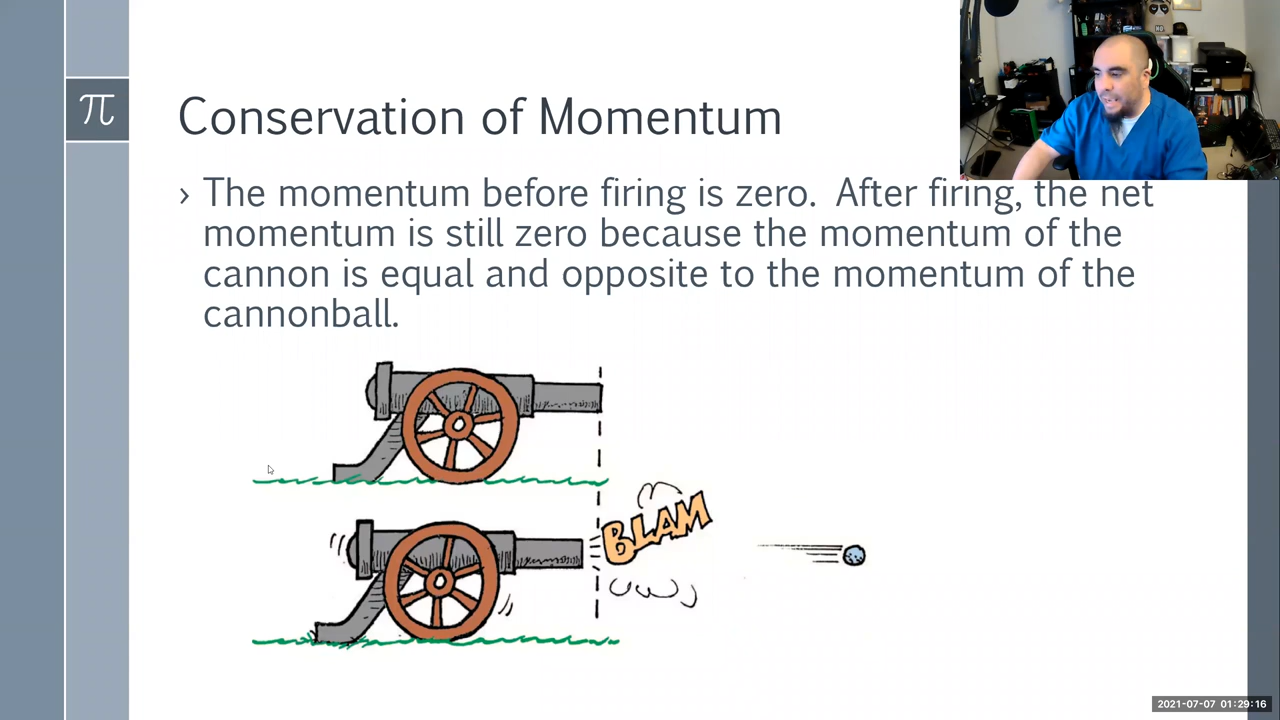 π
Conservation of Momentum
› The momentum before firing is zero.  After firing, the net
momentum is still zero because the momentum of the
cannon is equal and opposite to the momentum of the
cannonball.
BLAM
2021-07-07 01:29:16